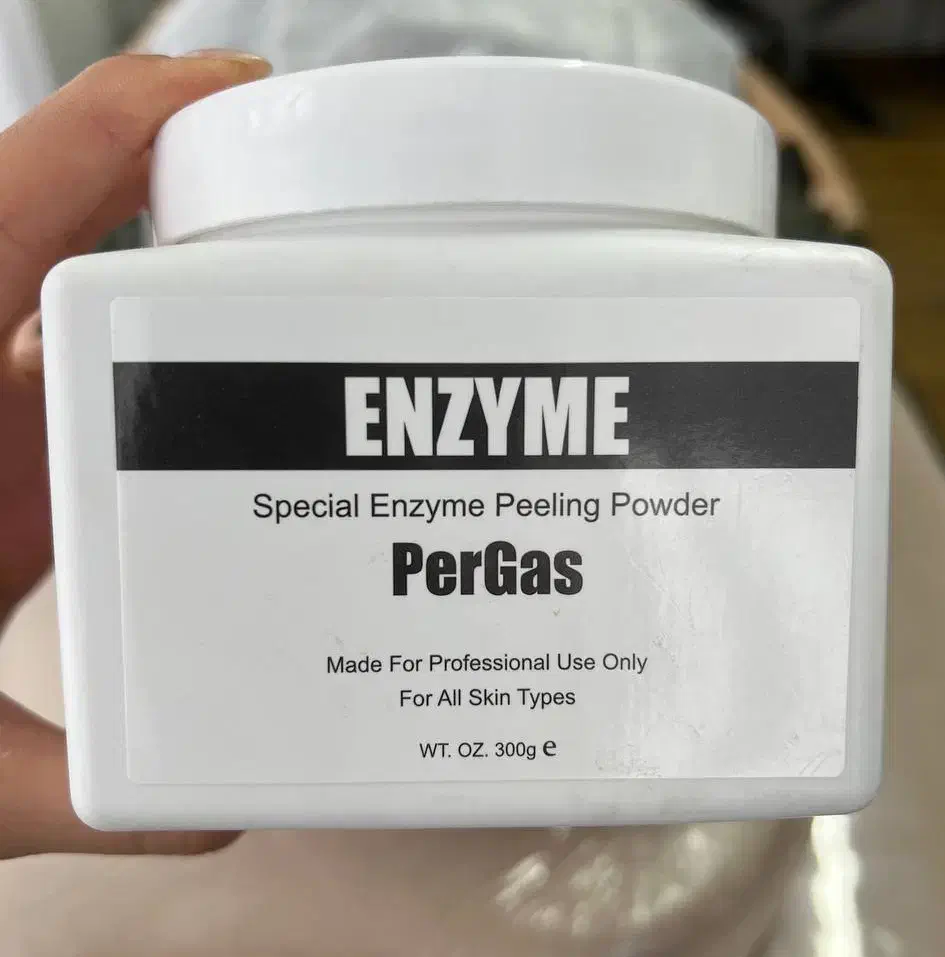 ENZYME
Special Enzyme Peeling Powder
PerGas
Made For Professional Use Only
For All Skin Types
WT. OZ. 300g ℮